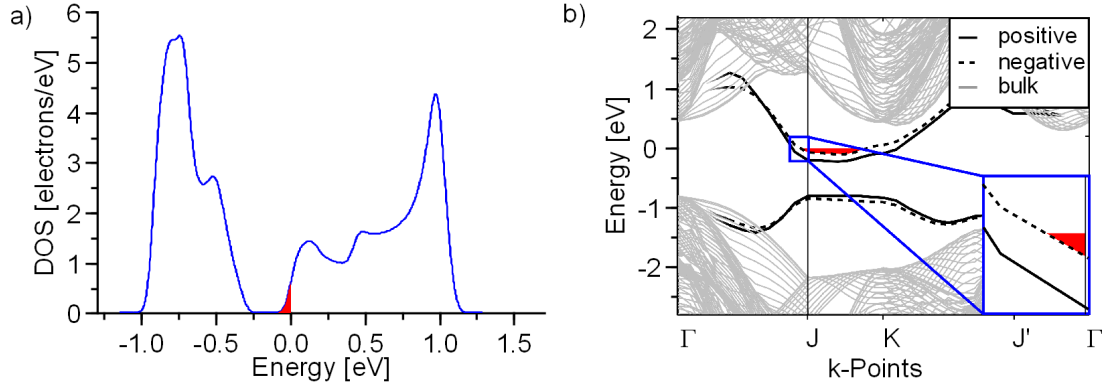 a)
DOS [electrons/eV]
6
5
4
3
2
1
0
-1.0
-0.5
0.0
0.5
1.0
1.5
Energy [eV]
b)
Energy [eV]
2
1
0
-1
-2
positive
negative
bulk
Γ
J
K
J'
Γ
k-Points